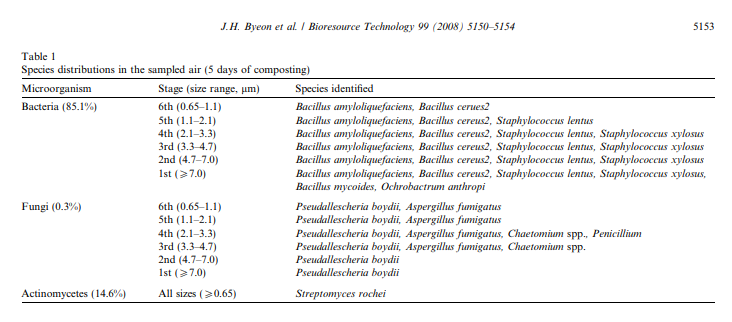 J.H. Byeon et al. / Bioresource Technology 99 (2008) 5150–5154 5153
Table 1
Species distributions in the sampled air (5 days of composting)
Microorganism Stage (size range, μm) Species identified
Bacteria (85.1%) 6th (0.65–1.1) Bacillus amyloliquefaciens, Bacillus cerues2
5th (1.1–2.1) Bacillus amyloliquefaciens, Bacillus cereus2, Staphylococcus lentus
4th (2.1–3.3) Bacillus amyloliquefaciens, Bacillus cereus2, Staphylococcus lentus, Staphylococcus xylosus
3rd (3.3–4.7) Bacillus amyloliquefaciens, Bacillus cereus2, Staphylococcus lentus, Staphylococcus xylosus
2nd (4.7–7.0) Bacillus amyloliquefaciens, Bacillus cereus2, Staphylococcus lentus, Staphylococcus xylosus
1st (⩾7.0) Bacillus amyloliquefaciens, Bacillus cereus2, Staphylococcus lentus, Staphylococcus xylosus,
Bacillus mycoides, Ochrobactrum anthropi
Fungi (0.3%) 6th (0.65–1.1) Pseudallescheria boydii, Aspergillus fumigatus
5th (1.1–2.1) Pseudallescheria boydii, Aspergillus fumigatus
4th (2.1–3.3) Pseudallescheria boydii, Aspergillus fumigatus, Chaetomium spp., Penicillium
3rd (3.3–4.7) Pseudallescheria boydii, Aspergillus fumigatus, Chaetomium spp.
2nd (4.7–7.0) Pseudallescheria boydii
1st (⩾7.0) Pseudallescheria boydii
Actinomycetes (14.6%) All sizes (⩾0.65) Streptomyces rochei